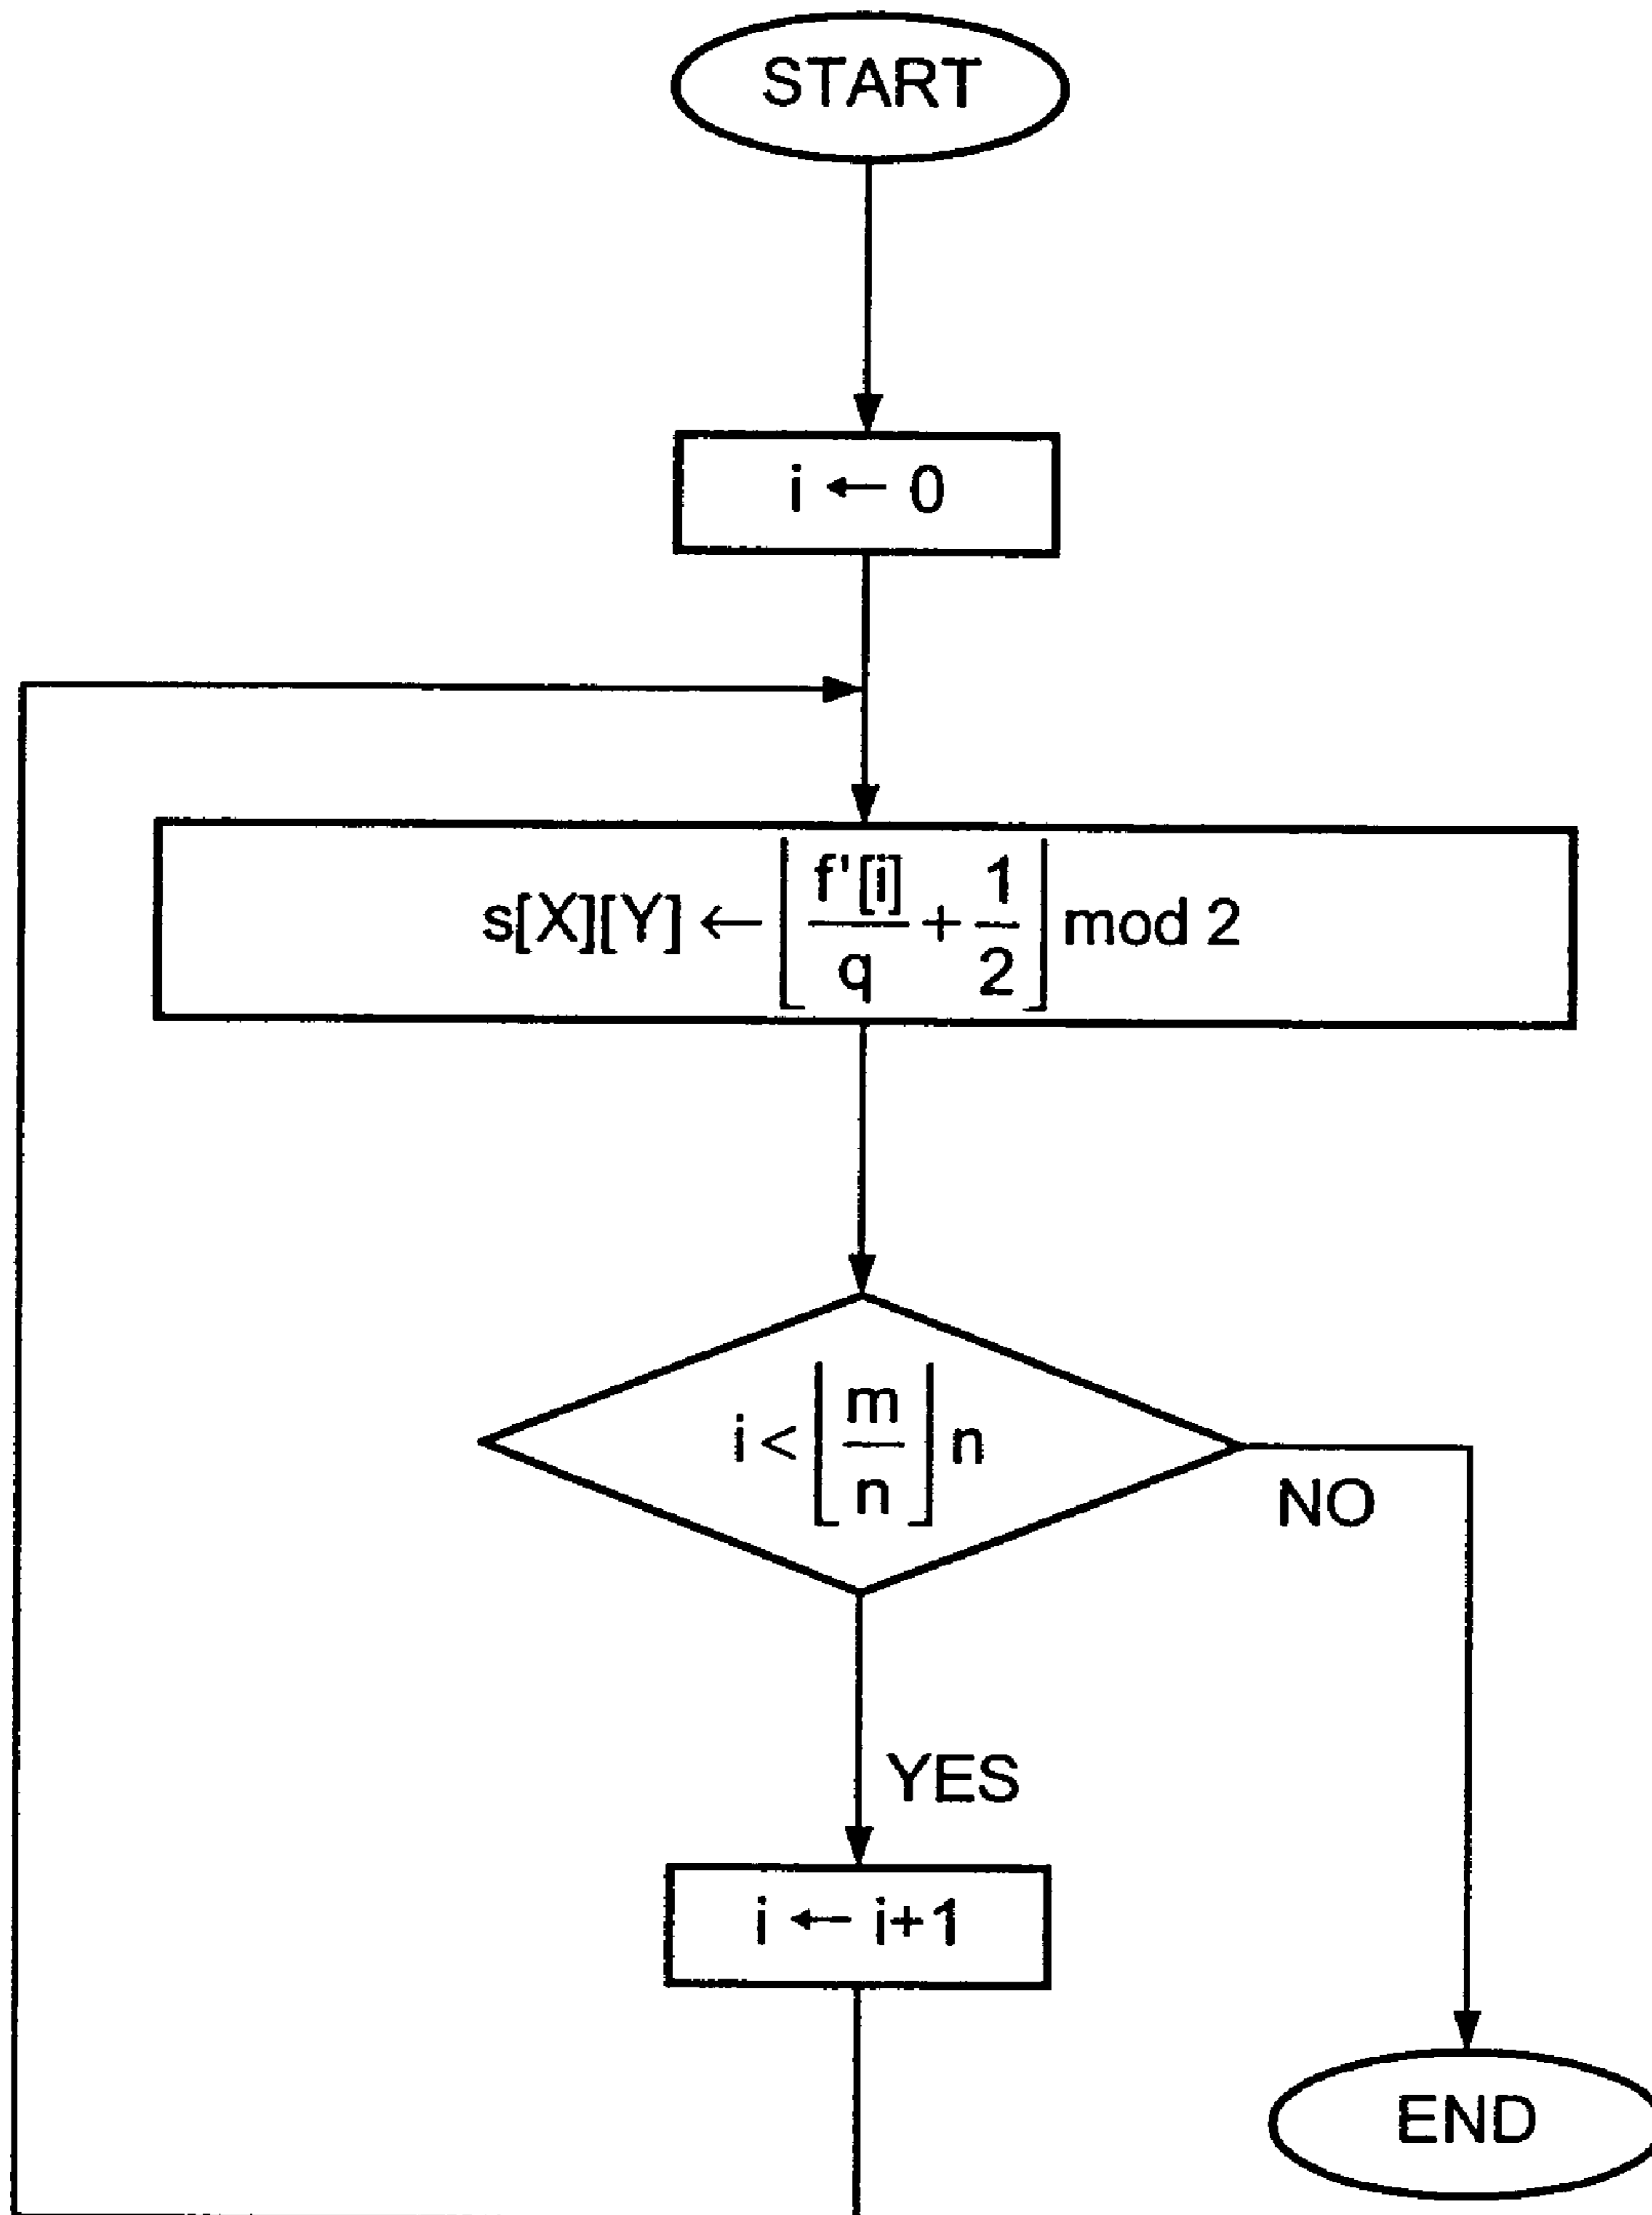 START
i ← 0
s[X][Y] ← ⌊ f'[i]/q + 1/2 ⌋ mod 2
i < ⌊ m/n ⌋ n
NO
YES
i ← i+1
END